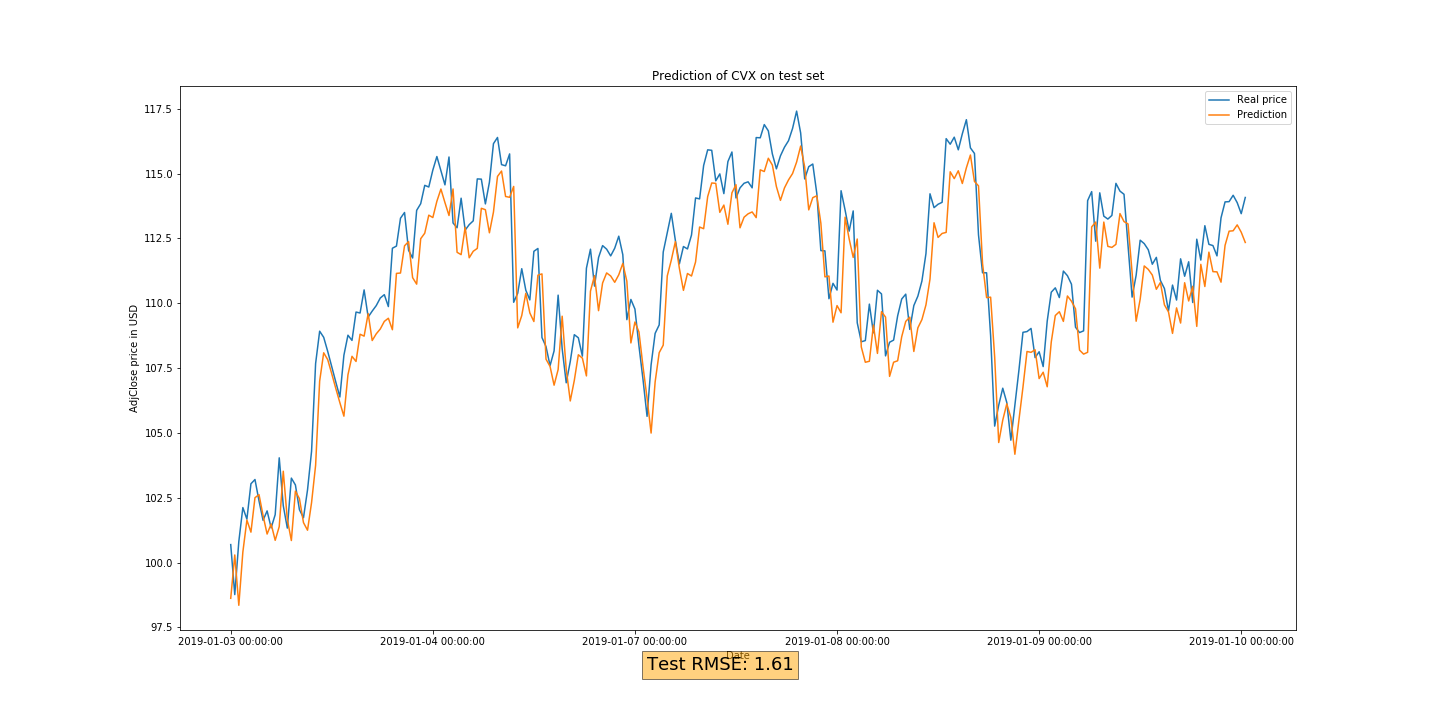 Prediction of CVX on test set
Real price
Prediction
AdjClose price in USD
117.5
115.0
112.5
110.0
107.5
105.0
102.5
100.0
97.5
2019-01-03 00:00:00
2019-01-04 00:00:00
2019-01-07 00:00:00
2019-01-08 00:00:00
2019-01-09 00:00:00
2019-01-10 00:00:00
Date
Test RMSE: 1.61